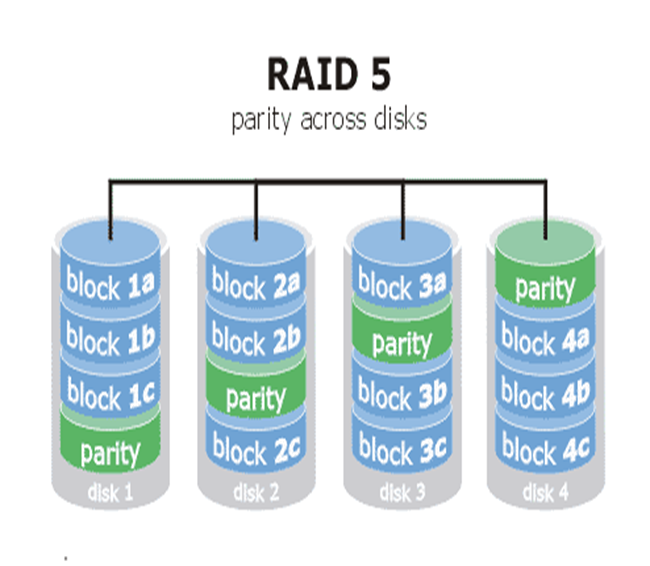 RAID 5
parity across disks
block 1a
block 1b
block 1c
parity
disk 1
block 2a
block 2b
parity
block 2c
disk 2
block 3a
parity
block 3b
block 3c
disk 3
parity
block 4a
block 4b
block 4c
disk 4